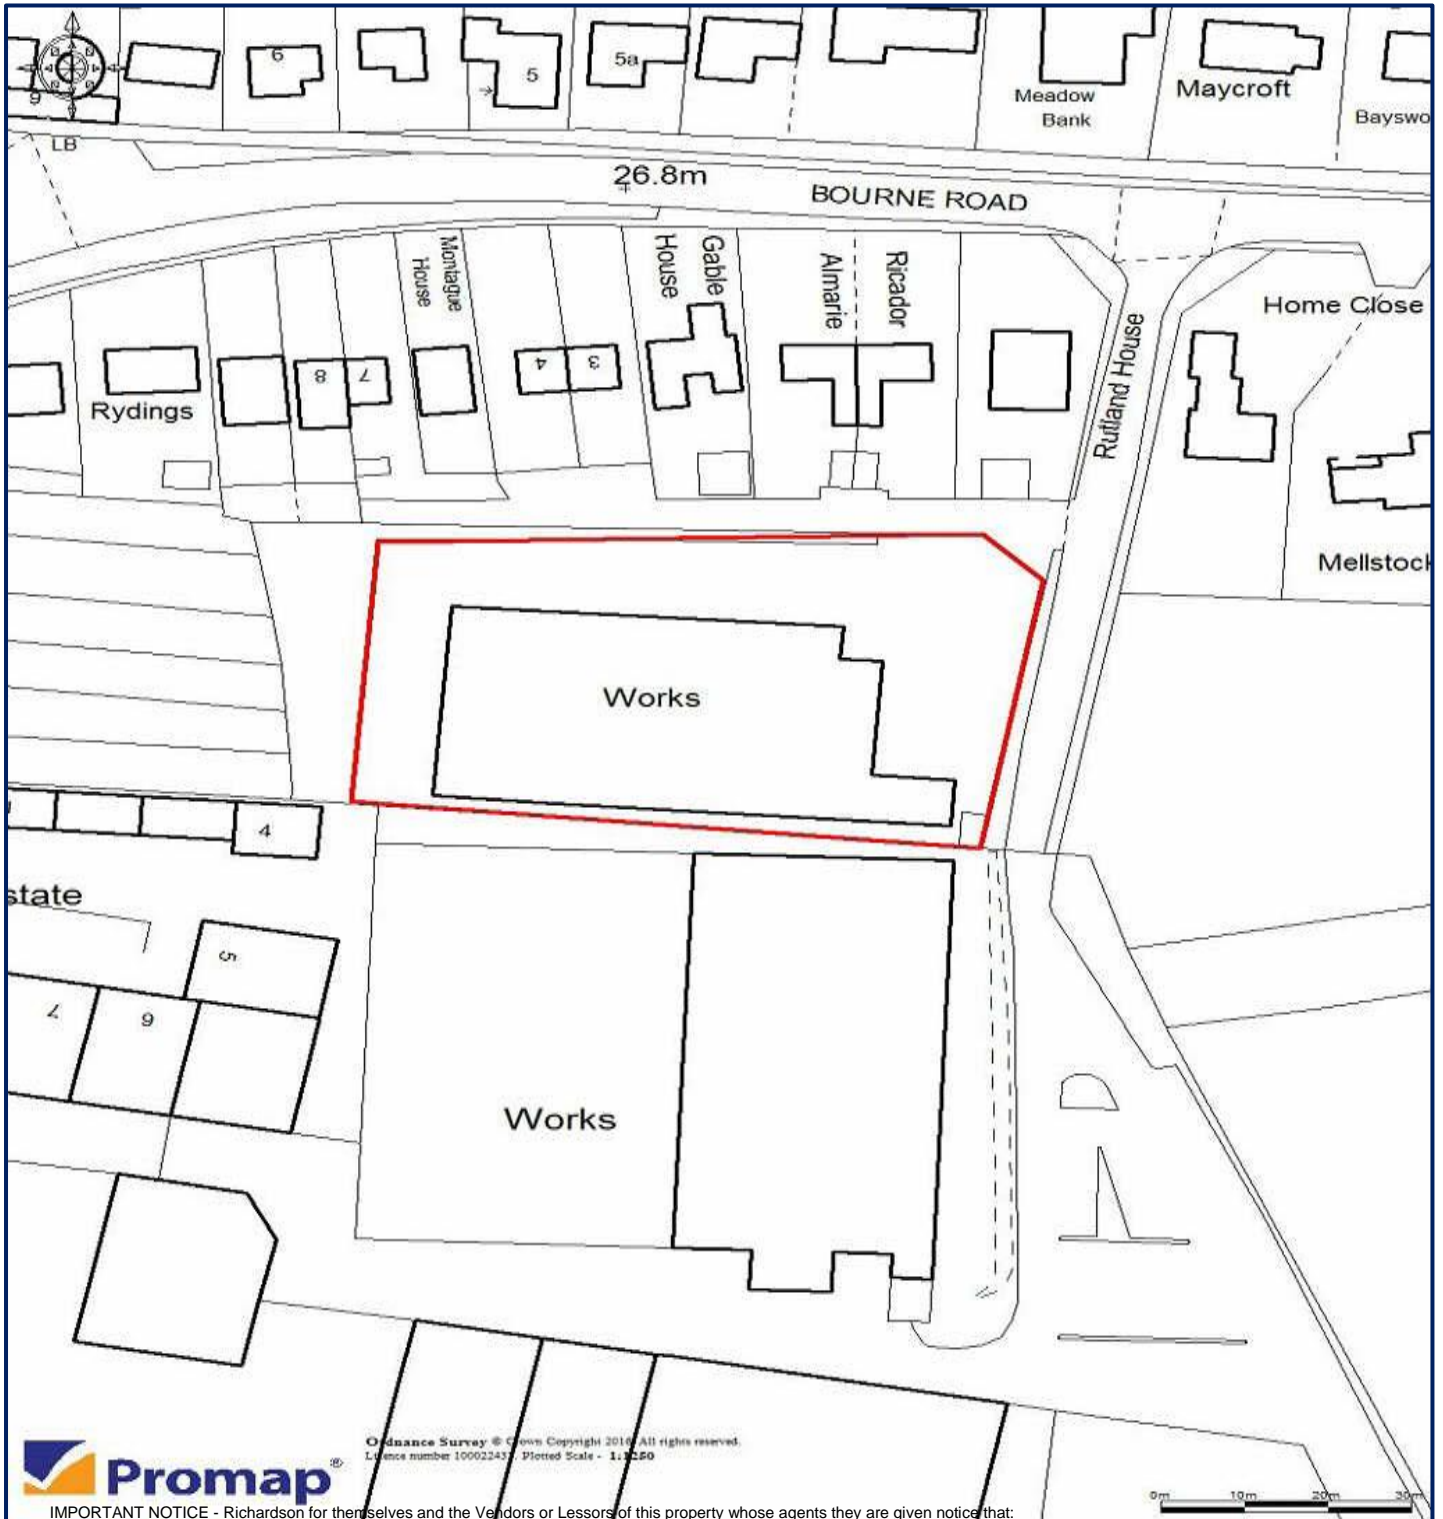 6
5
5a
Meadow
Bank
Maycroft
Bayswo
9
LB
26.8m
BOURNE ROAD
Montague
House
Gable
House
Almarie
Ricador
Rutland House
Home Close
8
7
4
3
Rydings
Mellstock
Works
4
state
5
7
6
Works
Promap®
Ordnance Survey © Crown Copyright 2016. All rights reserved.
Licence number 100022432. Plotted Scale - 1:1250
0m 10m 20m 30m
IMPORTANT NOTICE - Richardson for themselves and the Vendors or Lessors of this property whose agents they are given notice that: